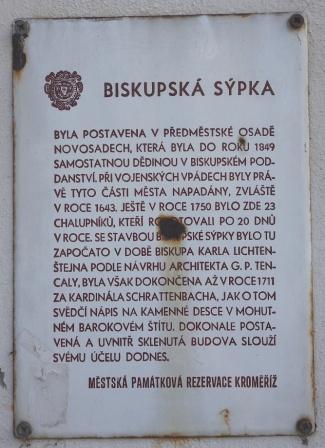 BISKUPSKÁ SÝPKA
BYLA POSTAVENA V PŘEDMĚSTSKÉ OSADĚ
NOVOSADECH, KTERÁ BYLA DO ROKU 1849
SAMOSTATNOU DĚDINOU V BISKUPSKÉM POD-
DANSTVÍ. PŘI VOJENSKÝCH VPÁDECH BYLY PRÁ-
VĚ TYTO ČÁSTI MĚSTA NAPADÁNY, ZVLÁŠTĚ
V ROCE 1643. JEŠTĚ V ROCE 1750 BYLO ZDE 23
CHALUPNÍKŮ, KTEŘÍ ROBOTOVALI PO 20 DNŮ
V ROCE. SE STAVBOU BISKUPSKÉ SÝPKY BYLO TU
ZAPOČATO V DOBĚ BISKUPA KARLA LICHTEN-
ŠTEJNA PODLE NÁVRHU ARCHITEKTA G. P. TEN-
CALY, BYLA VŠAK DOKONČENA AŽ V ROCE 1711
ZA KARDINÁLA SCHRATTENBACHA, JAK O TOM
SVĚDČÍ NÁPIS NA KAMENNÉ DESCE V MOHUT-
NÉM BAROKOVÉM ŠTÍTU. DOKONALE POSTA-
VENÁ A UVNITŘ SKLENUTÁ BUDOVA SLOUŽÍ
SVÉMU ÚČELU DODNES.
MĚSTSKÁ PAMÁTKOVÁ REZERVACE KROMĚŘÍŽ